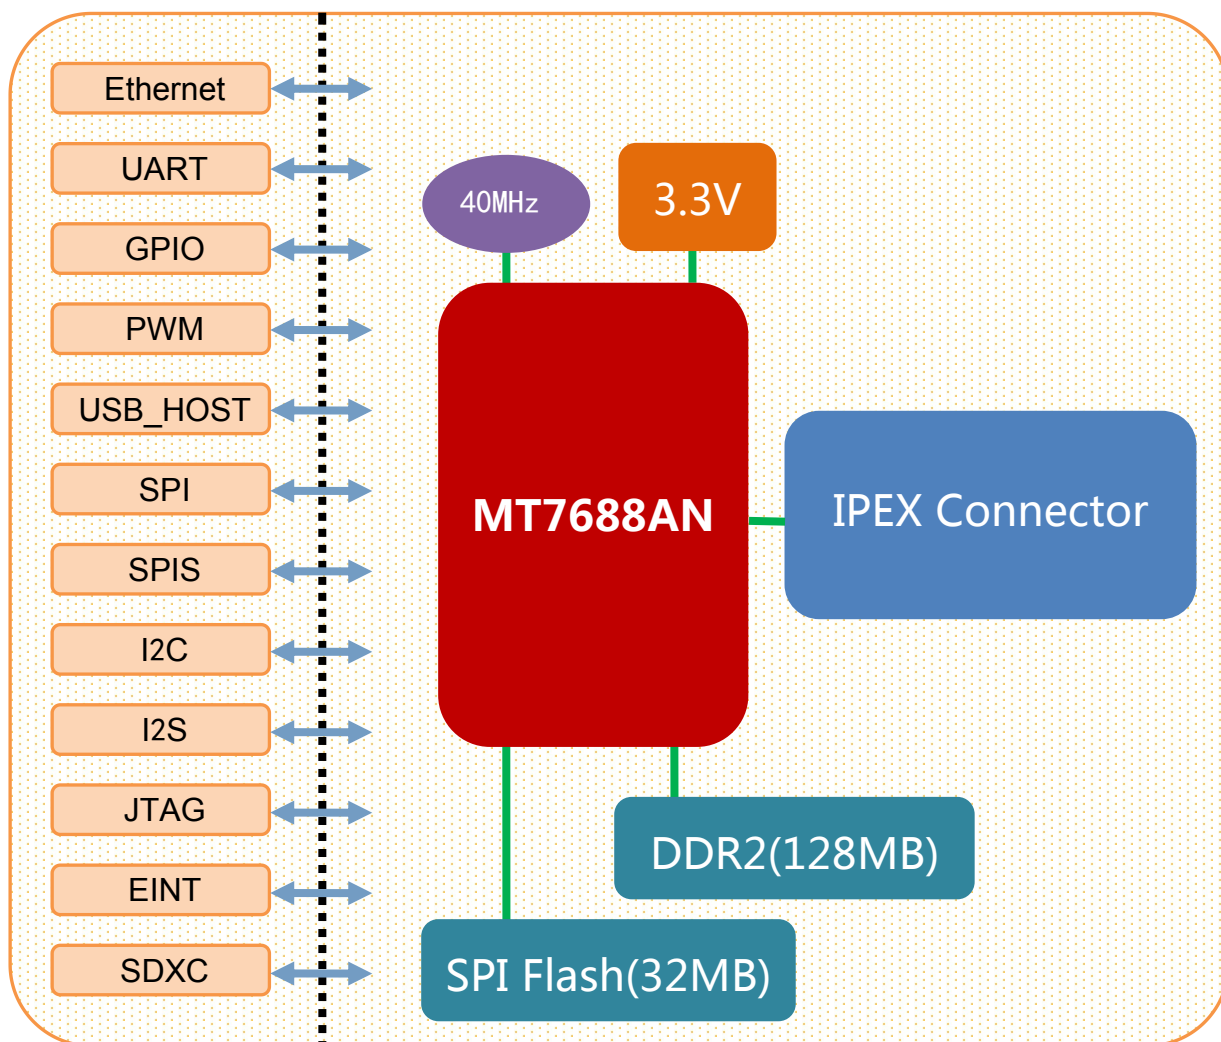 Ethernet
UART
GPIO
PWM
USB_HOST
SPI
SPIS
I2C
I2S
JTAG
EINT
SDXC
40MHz
3.3V
MT7688AN
IPEX Connector
DDR2(128MB)
SPI Flash(32MB)